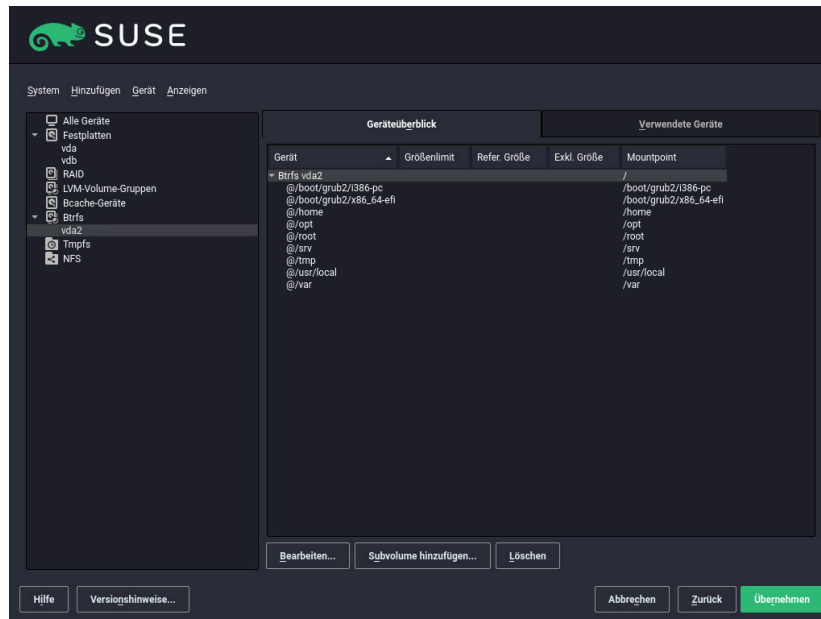 SUSE
System Hinzufügen Gerät Anzeigen
Alle Geräte
Festplatten
vda
vdb
RAID
LVM-Volume-Gruppen
Bcache-Geräte
Btrfs
vda2
Tmpfs
NFS
Geräteüberblick Verwendete Geräte
Gerät Größenlimit Refer. Größe Exkl. Größe Mountpoint
Btrfs vda2 /
@/boot/grub2/i386-pc /boot/grub2/i386-pc
@/boot/grub2/x86_64-efi /boot/grub2/x86_64-efi
@/home /home
@/opt /opt
@/root /root
@/srv /srv
@/tmp /tmp
@/usr/local /usr/local
@/var /var
Bearbeiten... Subvolume hinzufügen... Löschen
Hilfe Versionshinweise... Abbrechen Zurück Übernehmen